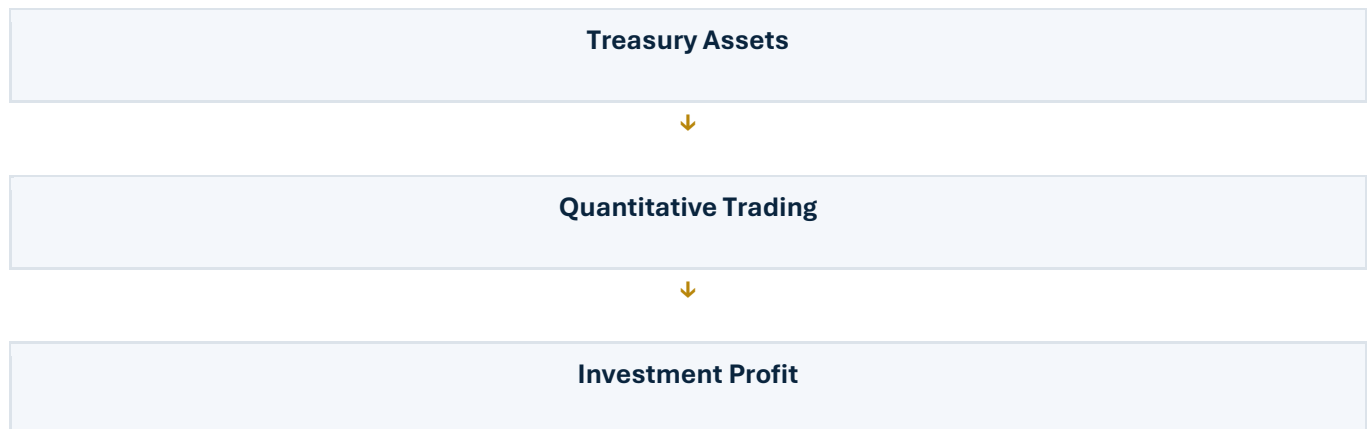 Treasury Assets
↓
Quantitative Trading
↓
Investment Profit